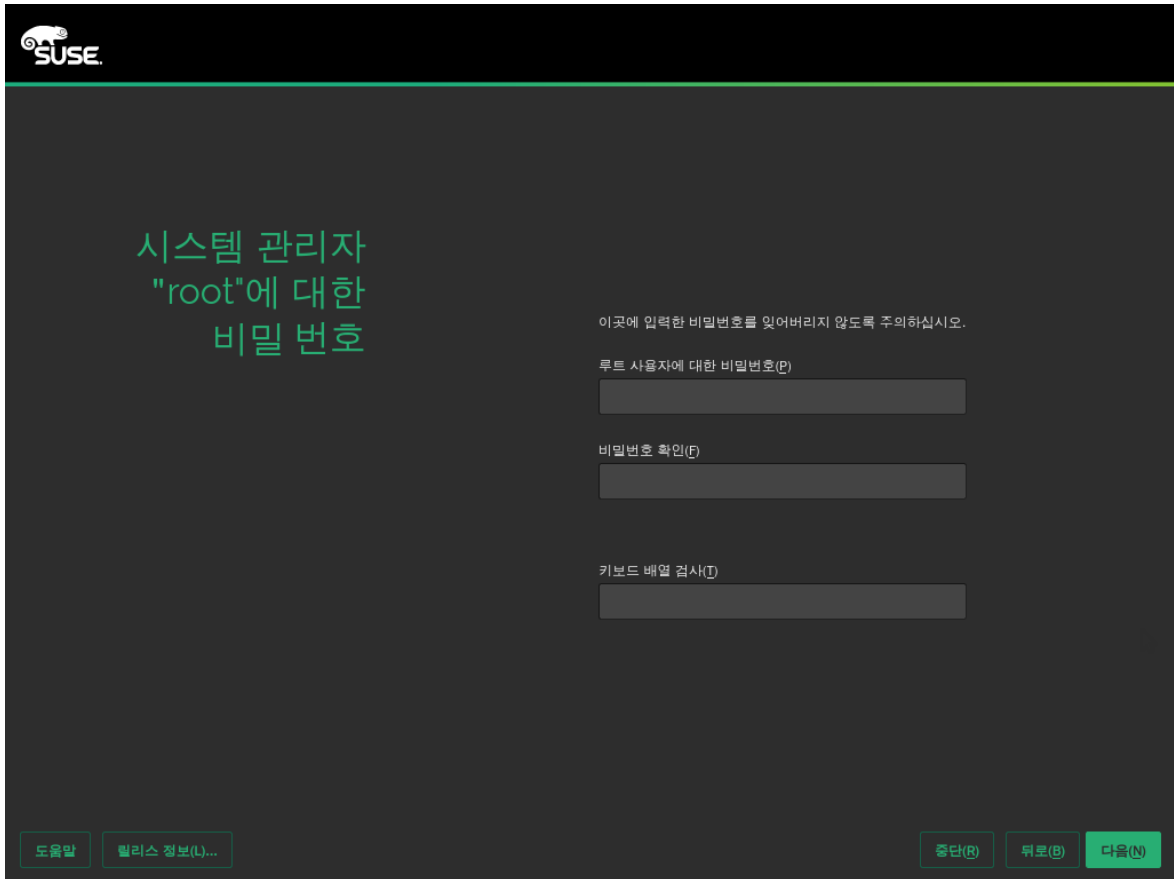 SUSE.
시스템 관리자
"root"에 대한
비밀 번호
이곳에 입력한 비밀번호를 잊어버리지 않도록 주의하십시오.
루트 사용자에 대한 비밀번호(P)
비밀번호 확인(F)
키보드 배열 검사(T)
도움말
릴리스 정보(L)...
중단(R)
뒤로(B)
다음(N)